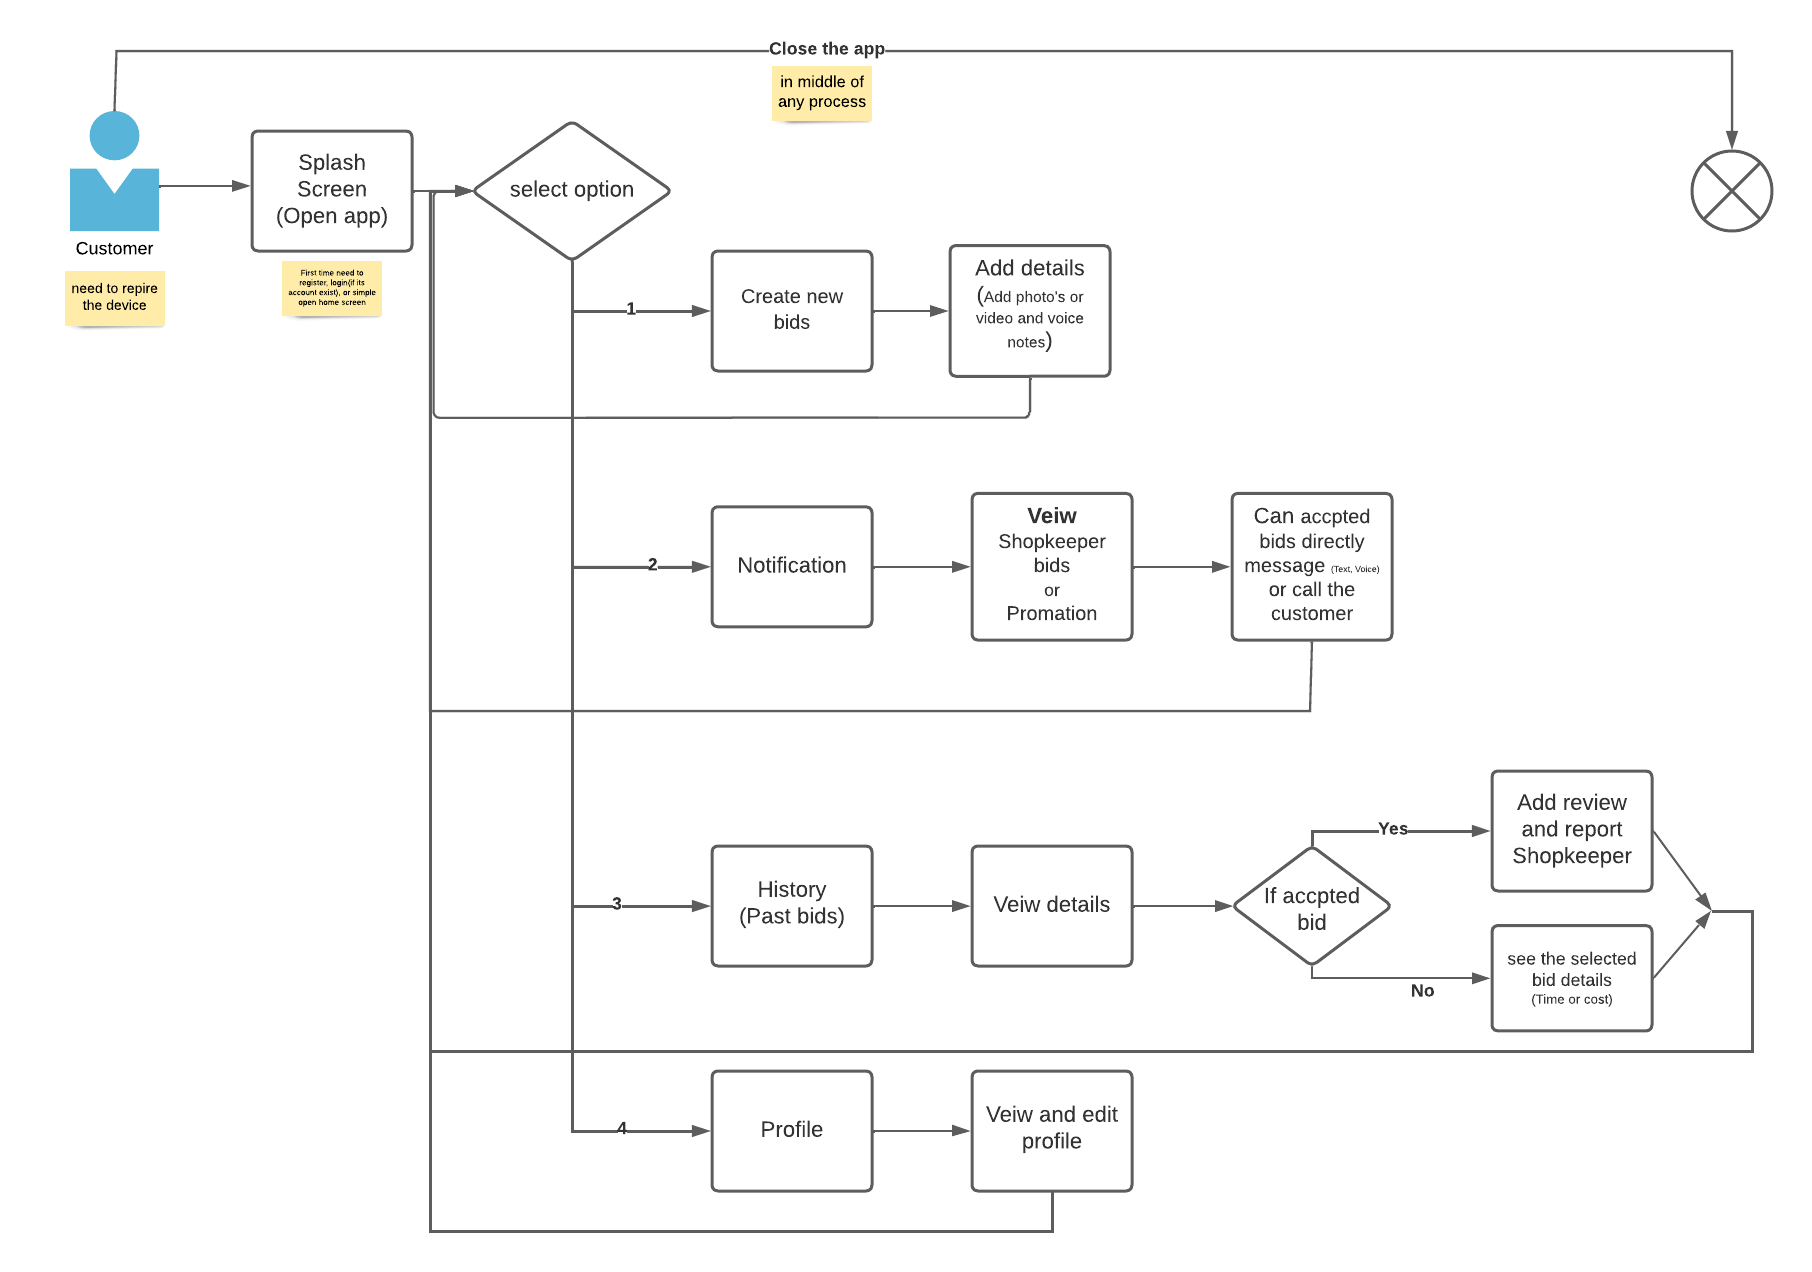 Close the app
in middle of
any process
Customer
need to repire
the device
Splash
Screen
(Open app)
First time need to
register, login(if its
account exist), or simple
open home screen
select option
1
Create new
bids
Add details
(Add photo's or
video and voice
notes)
2
Notification
Veiw
Shopkeeper
bids
or
Promation
Can accpted
bids directly
message (Text, Voice)
or call the
customer
3
History
(Past bids)
Veiw details
If accpted
bid
Yes
Add review
and report
Shopkeeper
No
see the selected
bid details
(Time or cost)
4
Profile
Veiw and edit
profile